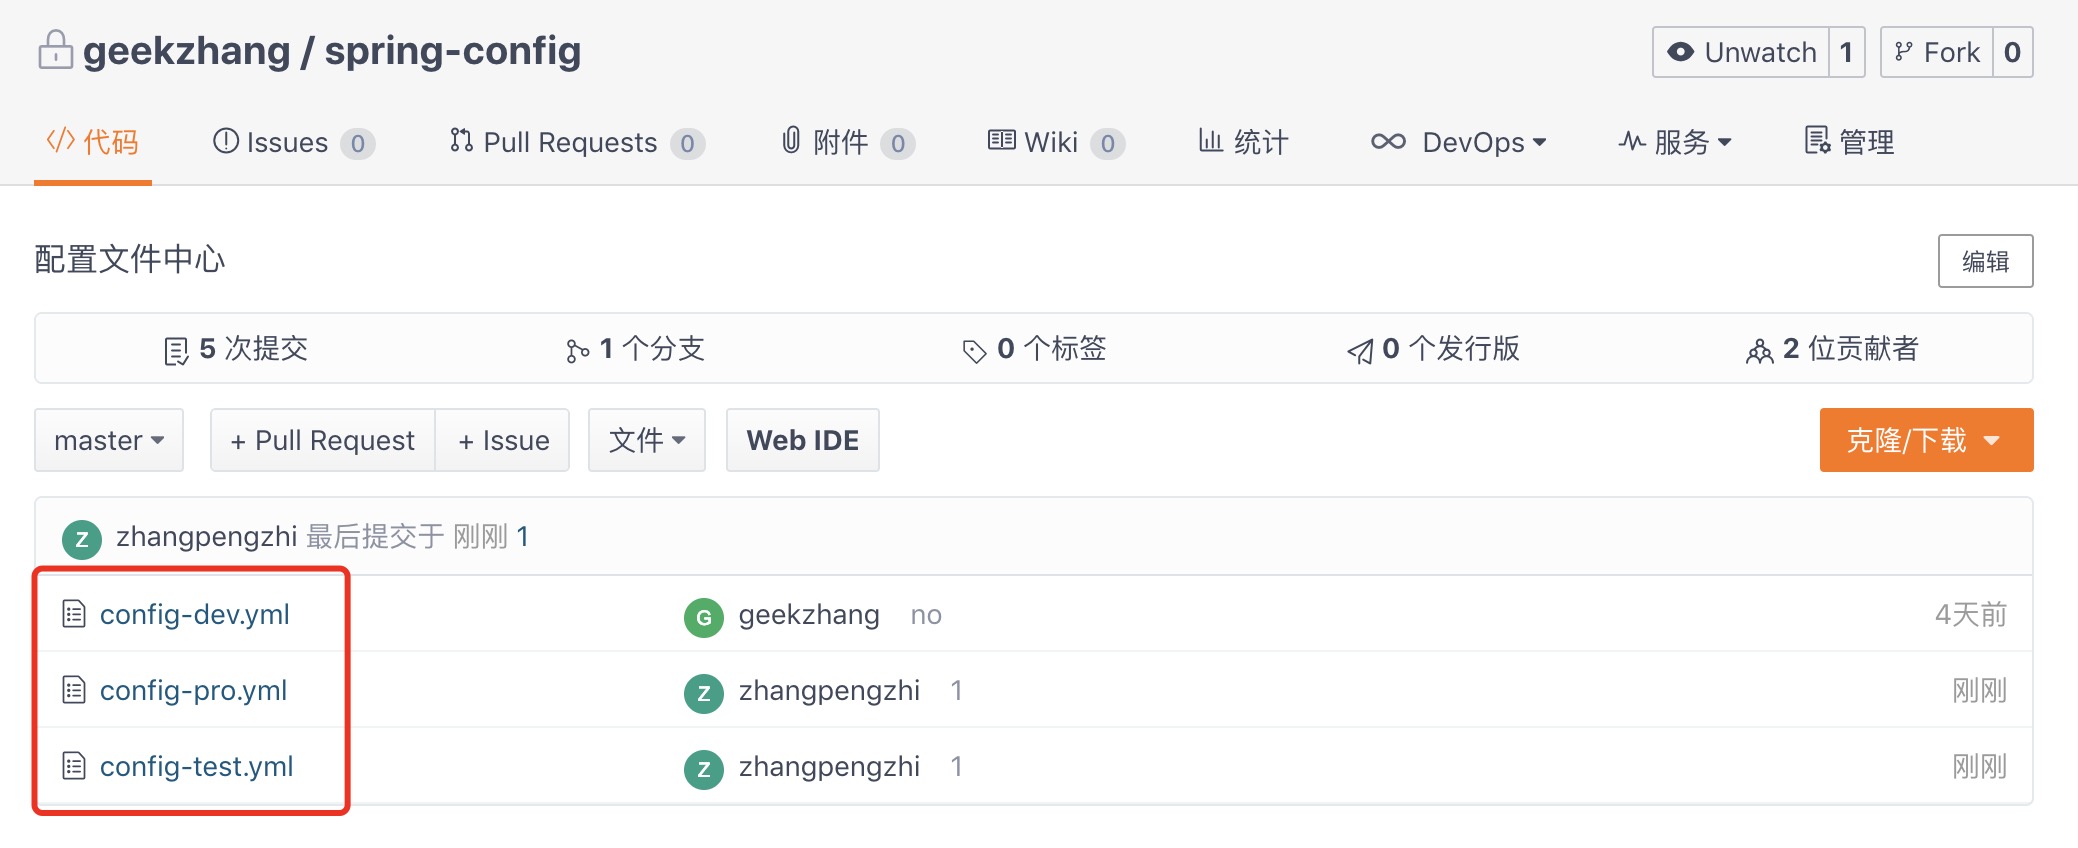 geekzhang / spring-config
Unwatch 1 Fork 0
代码 Issues 0 Pull Requests 0 附件 0 Wiki 0 统计 DevOps 服务 管理
配置文件中心 编辑
5 次提交 1 个分支 0 个标签 0 个发行版 2 位贡献者
master + Pull Request + Issue 文件 Web IDE 克隆/下载
Z zhangpengzhi 最后提交于 刚刚 1
config-dev.yml G geekzhang no 4天前
config-pro.yml Z zhangpengzhi 1 刚刚
config-test.yml Z zhangpengzhi 1 刚刚